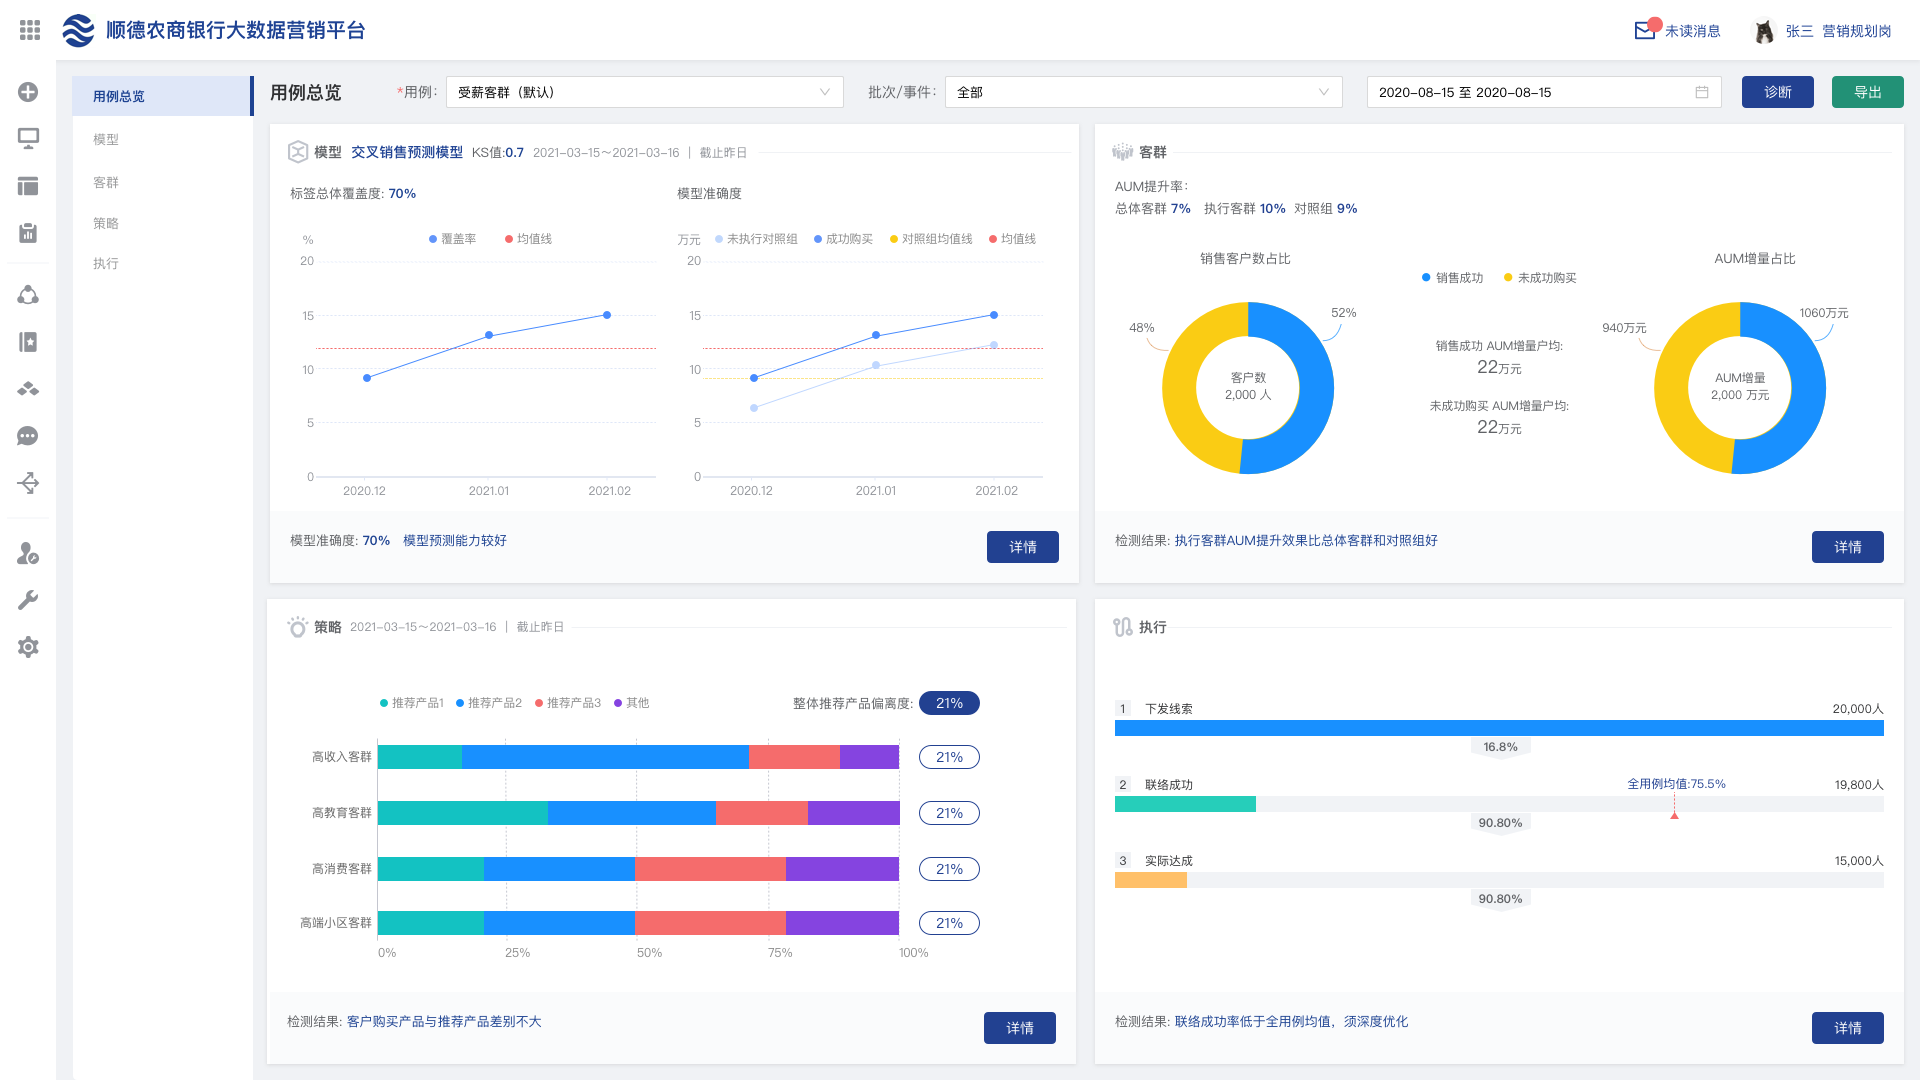 顺德农商银行大数据营销平台
未读消息
张三 营销规划岗
用例总览
模型
客群
策略
执行
用例总览
*用例:
受薪客群（默认）
批次/事件:
全部
2020-08-15 至 2020-08-15
诊断
导出
模型 交叉销售预测模型 KS值:0.7 2021-03-15～2021-03-16 | 截止昨日
标签总体覆盖度: 70%
% 覆盖率 均值线
20
15
10
5
0
2020.12 2021.01 2021.02
模型准确度
万元 未执行对照组 成功购买 对照组均值线 均值线
20
15
10
5
0
2020.12 2021.01 2021.02
模型准确度: 70% 模型预测能力较好
详情
客群
AUM提升率:
总体客群 7% 执行客群 10% 对照组 9%
销售客户数占比
销售成功 未成功购买
AUM增量占比
48%
52%
客户数
2,000 人
销售成功 AUM增量户均:
22万元
未成功购买 AUM增量户均:
22万元
940万元
1060万元
AUM增量
2,000 万元
检测结果: 执行客群AUM提升效果比总体客群和对照组好
详情
策略 2021-03-15～2021-03-16 | 截止昨日
推荐产品1 推荐产品2 推荐产品3 其他
整体推荐产品偏离度: 21%
高收入客群 21%
高教育客群 21%
高消费客群 21%
高端小区客群 21%
0% 25% 50% 75% 100%
检测结果: 客户购买产品与推荐产品差别不大
详情
执行
1 下发线索 20,000人
16.8%
2 联络成功 全用例均值:75.5% 19,800人
90.80%
3 实际达成 15,000人
90.80%
检测结果: 联络成功率低于全用例均值，须深度优化
详情